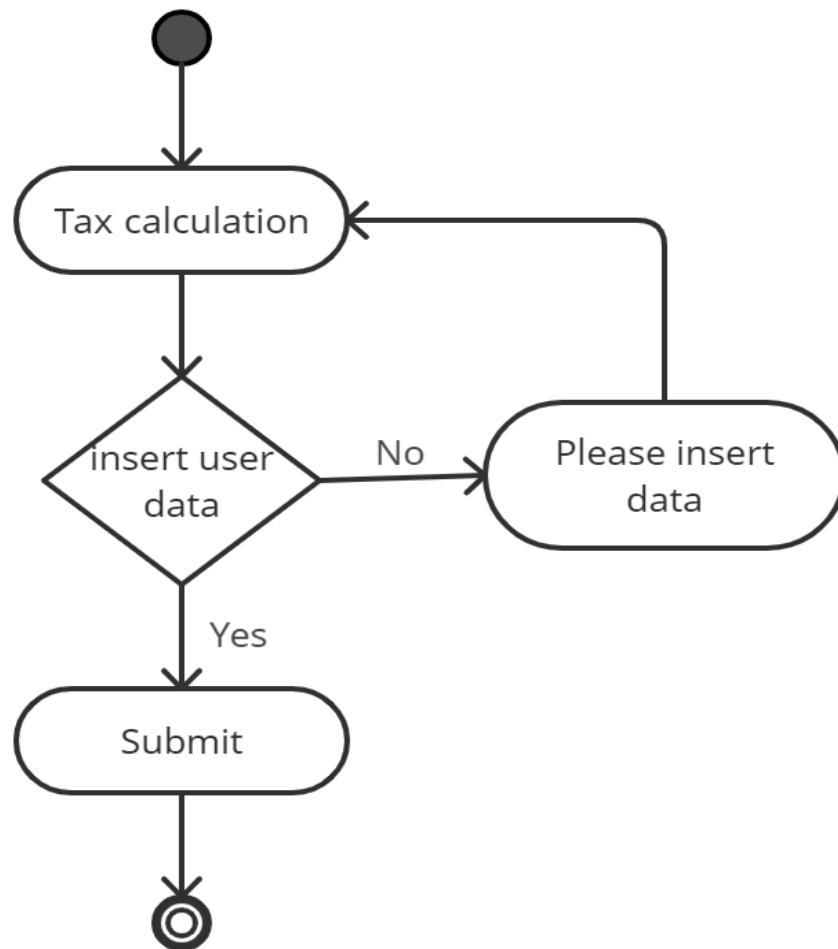 Tax calculation
insert user
data
No
Please insert
data
Yes
Submit